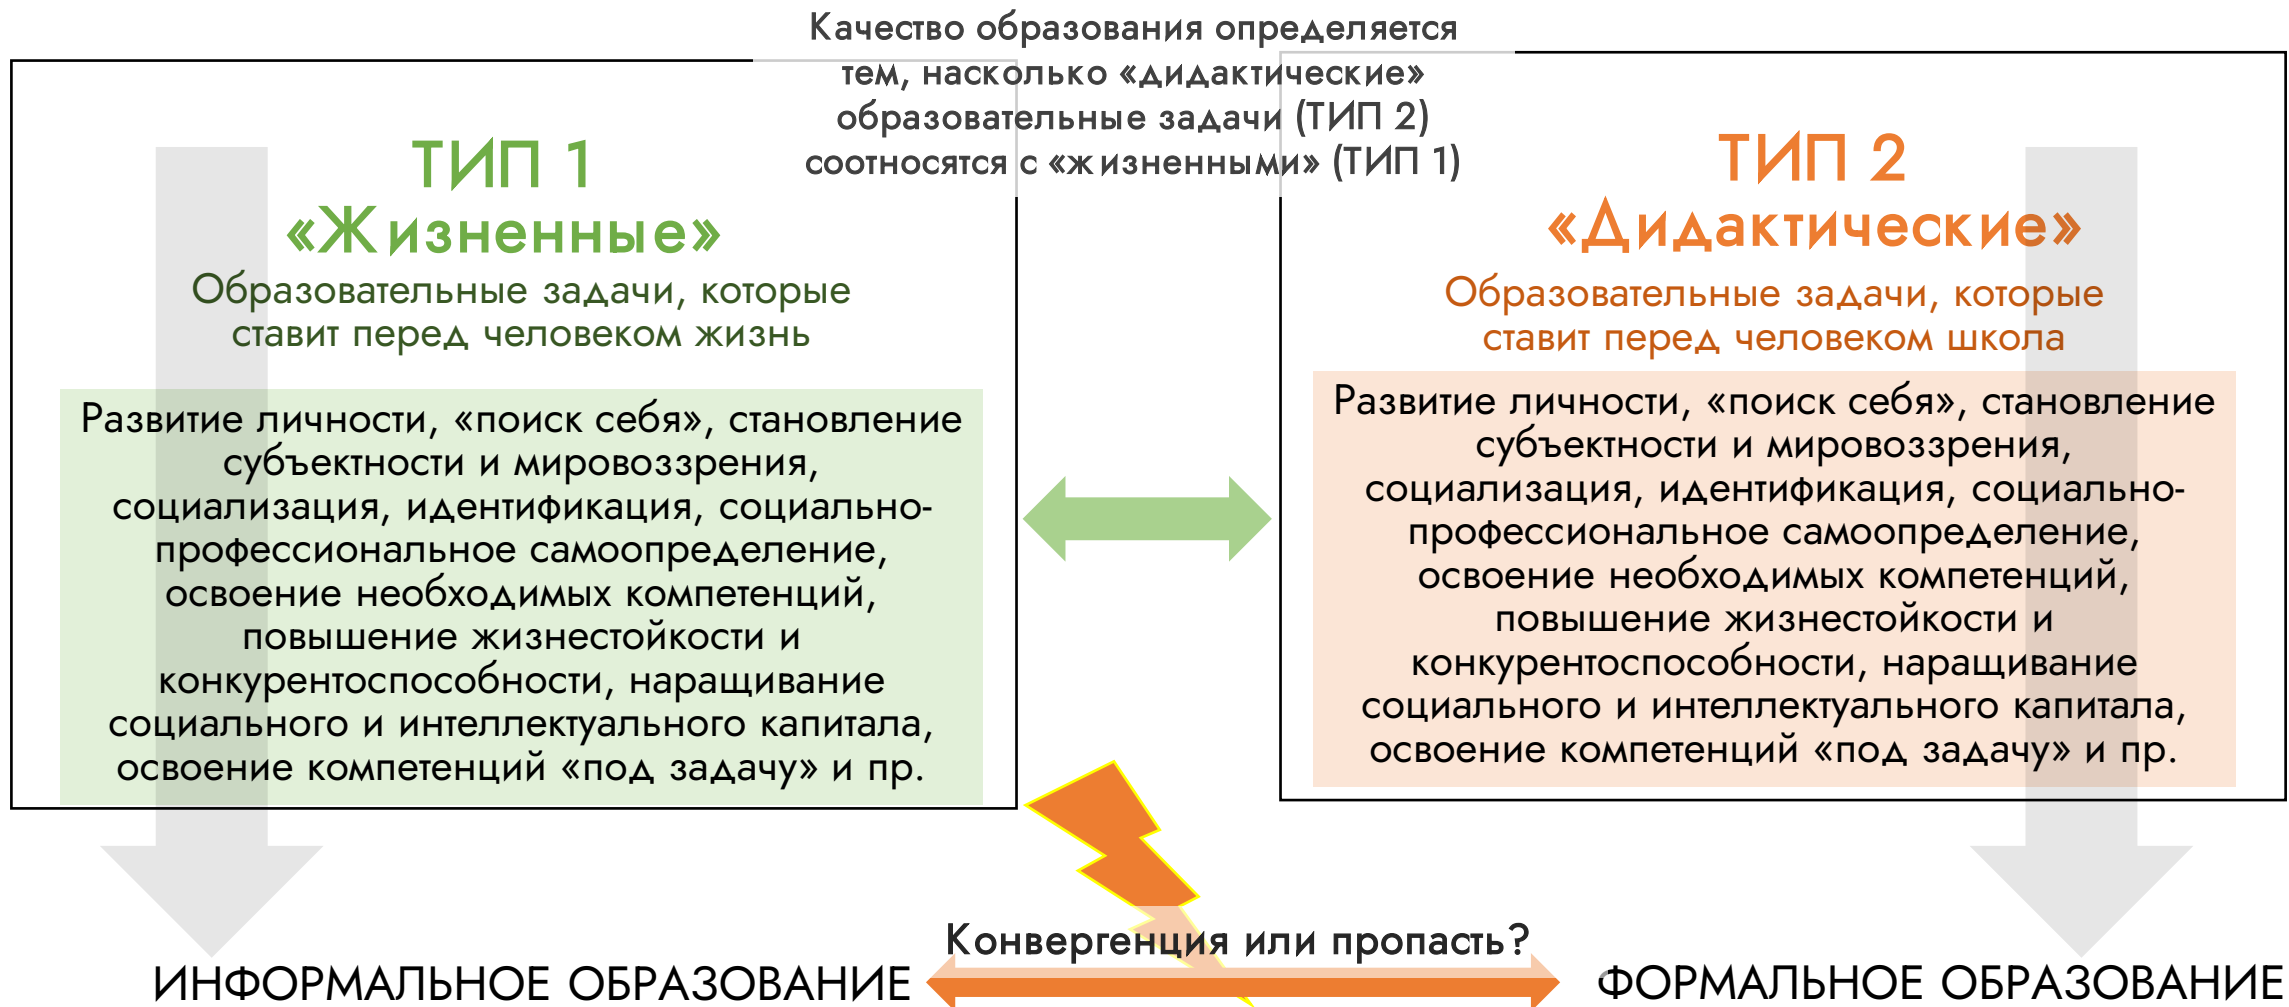 Качество образования определяется
тем, насколько «дидактические»
образовательные задачи (ТИП 2)
соотносятся с «жизненными» (ТИП 1)
ТИП 1
«Жизненные»
Образовательные задачи, которые
ставит перед человеком жизнь
Развитие личности, «поиск себя», становление
субъектности и мировоззрения,
социализация, идентификация, социально-
профессиональное самоопределение,
освоение необходимых компетенций,
повышение жизнестойкости и
конкурентоспособности, наращивание
социального и интеллектуального капитала,
освоение компетенций «под задачу» и пр.
ТИП 2
«Дидактические»
Образовательные задачи, которые
ставит перед человеком школа
Развитие личности, «поиск себя», становление
субъектности и мировоззрения,
социализация, идентификация, социально-
профессиональное самоопределение,
освоение необходимых компетенций,
повышение жизнестойкости и
конкурентоспособности, наращивание
социального и интеллектуального капитала,
освоение компетенций «под задачу» и пр.
Конвергенция или пропасть?
ИНФОРМАЛЬНОЕ ОБРАЗОВАНИЕ
ФОРМАЛЬНОЕ ОБРАЗОВАНИЕ